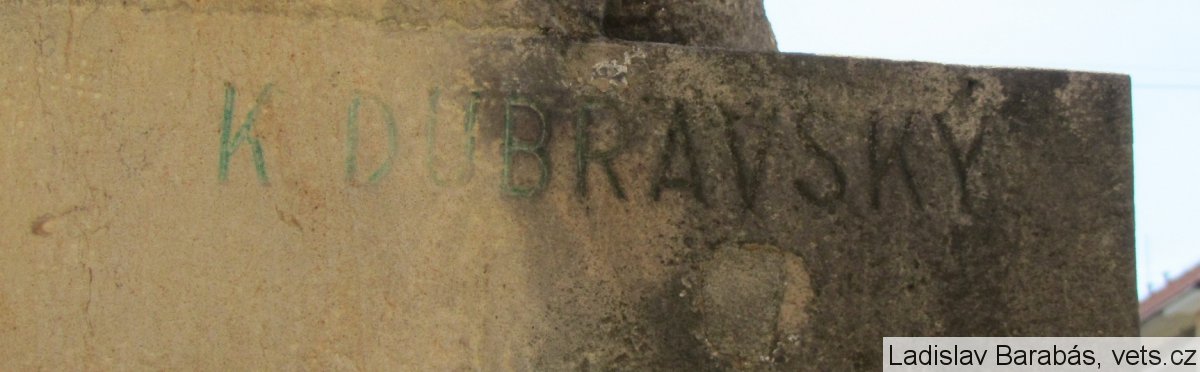 K DUBRAVSKY
Ladislav Barabás, vets.cz